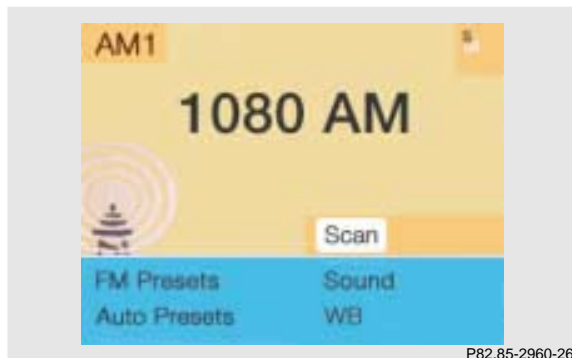 AM1
1080 AM
Scan
FM Presets Sound
Auto Presets WB
P82.85-2960-26